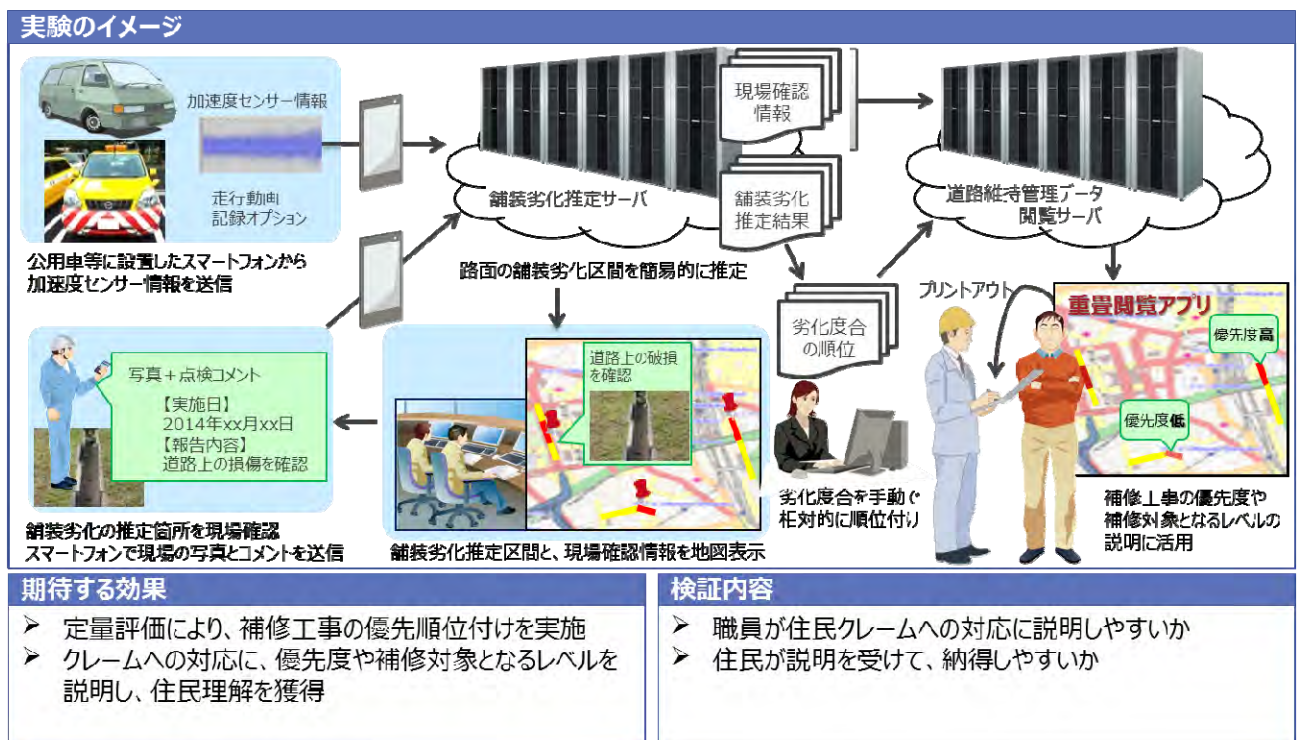 実験のイメージ
加速度センサー情報
走行動画
記録オプション
公用車等に設置したスマートフォンから
加速度センサー情報を送信
舗装劣化推定サーバ
路面の舗装劣化区間を簡易的に推定
現場確認
情報
舗装劣化
推定結果
道路維持管理データ
閲覧サーバ
劣化度合
の順位
写真+点検コメント
【実施日】
2014年xx月xx日
【報告内容】
道路上の損傷を確認
舗装劣化の推定箇所を現場確認
スマートフォンで現場の写真とコメントを送信
道路上の破損
を確認
舗装劣化推定区間と、現場確認情報を地図表示
劣化度合を手動で
相対的に順位付け
プリントアウト
重畳閲覧アプリ
優先度高
優先度低
補修工事の優先度や
補修対象となるレベルの
説明に活用
期待する効果
➢ 定量評価により、補修工事の優先順位付けを実施
➢ クレームへの対応に、優先度や補修対象となるレベルを
説明し、住民理解を獲得
検証内容
➢ 職員が住民クレームへの対応に説明しやすいか
➢ 住民が説明を受けて、納得しやすいか